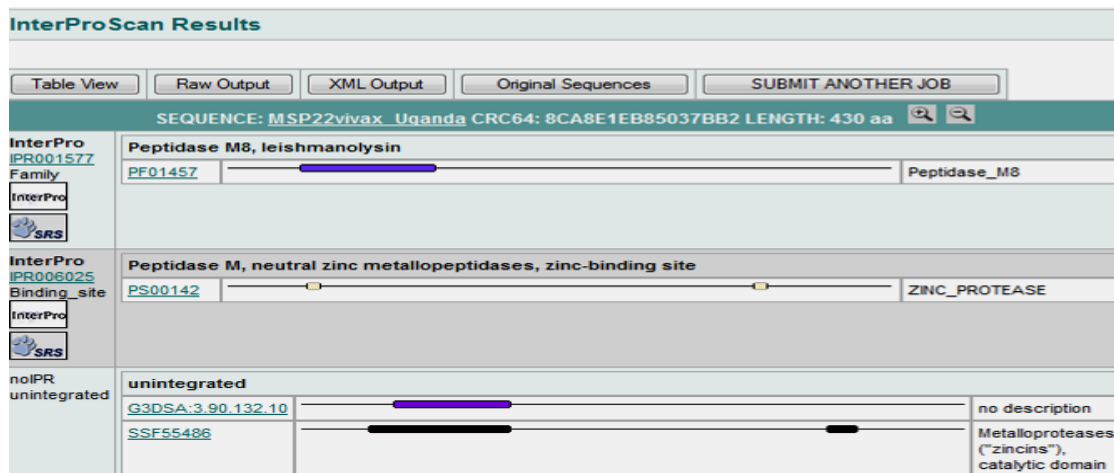 InterProScan Results
Table View Raw Output XML Output Original Sequences SUBMIT ANOTHER JOB
SEQUENCE: MSP22vivax_Uganda CRC64: 8CA8E1EB85037BB2 LENGTH: 430 aa
InterPro
IPR001577
Family
InterPro
SRS
Peptidase M8, leishmanolysin
PF01457 Peptidase_M8
InterPro
IPR006025
Binding_site
InterPro
SRS
Peptidase M, neutral zinc metallopeptidases, zinc-binding site
PS00142 ZINC_PROTEASE
noIPR
unintegrated
unintegrated
G3DSA:3.90.132.10 no description
SSF55486 Metalloproteases
("zincins"),
catalytic domain